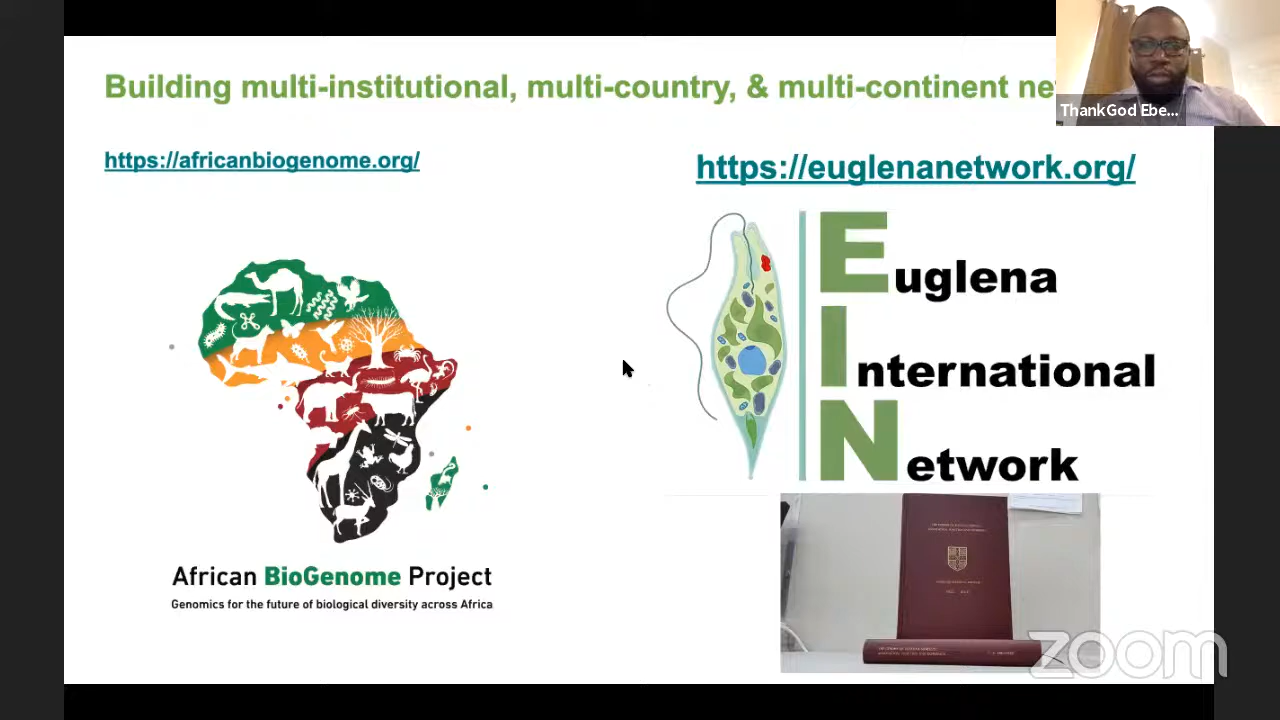 Building multi-institutional, multi-country, & multi-continent ne
ThankGod Ebe...
https://africanbiogenome.org/
https://euglenanetwork.org/
Euglena
International
Network
African BioGenome Project
Genomics for the future of biological diversity across Africa
zoom